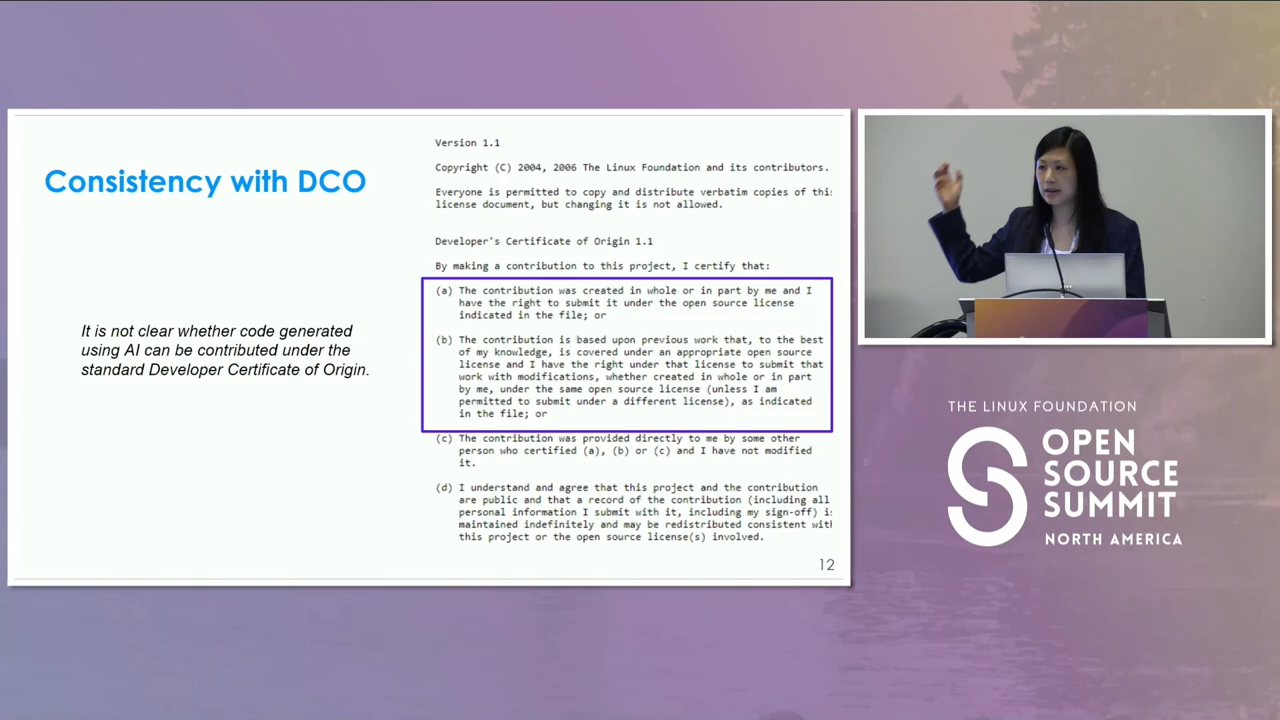 Consistency with DCO
It is not clear whether code generated
using AI can be contributed under the
standard Developer Certificate of Origin.
Version 1.1
Copyright (C) 2004, 2006 The Linux Foundation and its contributors.
Everyone is permitted to copy and distribute verbatim copies of this
license document, but changing it is not allowed.
Developer's Certificate of Origin 1.1
By making a contribution to this project, I certify that:
(a) The contribution was created in whole or in part by me and I
have the right to submit it under the open source license
indicated in the file; or
(b) The contribution is based upon previous work that, to the best
of my knowledge, is covered under an appropriate open source
license and I have the right under that license to submit that
work with modifications, whether created in whole or in part
by me, under the same open source license (unless I am
permitted to submit under a different license), as indicated
in the file; or
(c) The contribution was provided directly to me by some other
person who certified (a), (b) or (c) and I have not modified
it.
(d) I understand and agree that this project and the contribution
are public and that a record of the contribution (including all
personal information I submit with it, including my sign-off) is
maintained indefinitely and may be redistributed consistent with
this project or the open source license(s) involved.
12
THE LINUX FOUNDATION
OPEN
SOURCE
SUMMIT
NORTH AMERICA